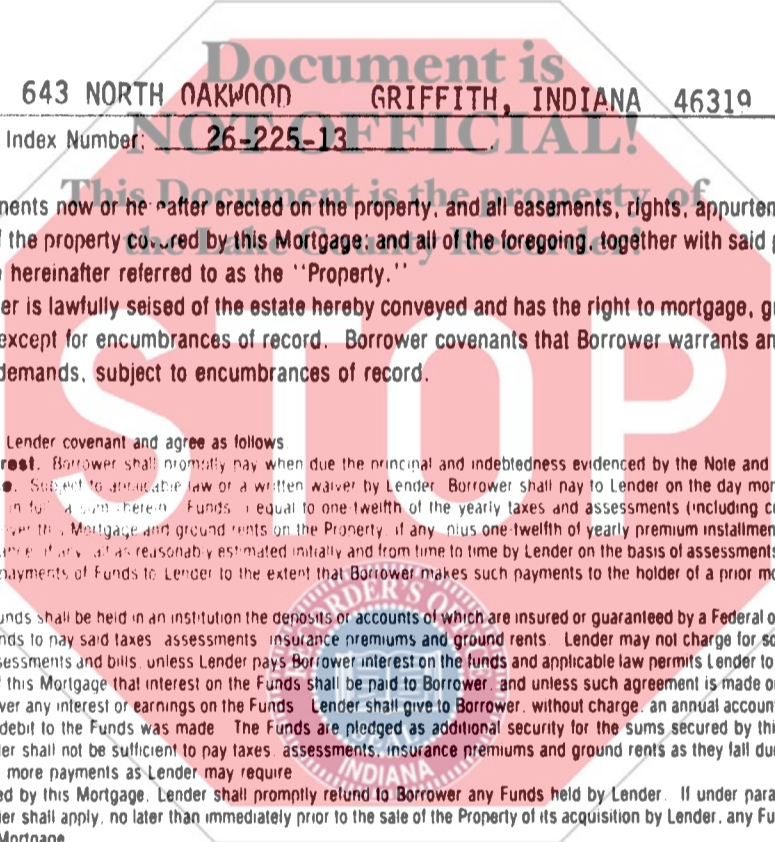 Document is
643 NORTH OAKWOOD GRIFFITH, INDIANA 46319
NOT OFFICIAL!
Index Number: 26-225-13
This Document is the property of
nents now or he eafter erected on the property, and all easements, rights, appurten
the Lake County Recorder!
f the property covered by this Mortgage; and all of the foregoing, together with said
hereinafter referred to as the "Property."
er is lawfully seised of the estate hereby conveyed and has the right to mortgage, g
except for encumbrances of record. Borrower covenants that Borrower warrants an
demands, subject to encumbrances of record.
STOP
Lender covenant and agree as follows
rest. Borrower shall promptly pay when due the principal and indebtedness evidenced by the Note and
Subject to applicable law or a written waiver by Lender Borrower shall pay to Lender on the day mon
a sum herein Funds equal to one-twelfth of the yearly taxes and assessments (including co
Mortgage and ground rents on the Property, if any plus one-twelfth of yearly premium installmen
if any all as reasonably estimated initially and from time to time by Lender on the basis of assessments
payments of Funds to Lender to the extent that Borrower makes such payments to the holder of a prior mo
unds shall be held in an institution the deposits or accounts of which are insured or guaranteed by a Federal o
nds to pay said taxes assessments insurance premiums and ground rents. Lender may not charge for so
sessments and bills, unless Lender pays Borrower interest on the funds and applicable law permits Lender to
f this Mortgage that interest on the Funds shall be paid to Borrower, and unless such agreement is made o
wer any interest or earnings on the Funds Lender shall give to Borrower, without charge, an annual accoun
debit to the Funds was made The Funds are pledged as additional security for the sums secured by thi
er shall not be sufficient to pay taxes, assessments, insurance premiums and ground rents as they fall due
more payments as Lender may require
ed by this Mortgage, Lender shall promptly refund to Borrower any Funds held by Lender. If under para
er shall apply, no later than immediately prior to the sale of the Property of its acquisition by Lender, any Fu
Mortgage
RECORDER'S OFFICE
INDIANA